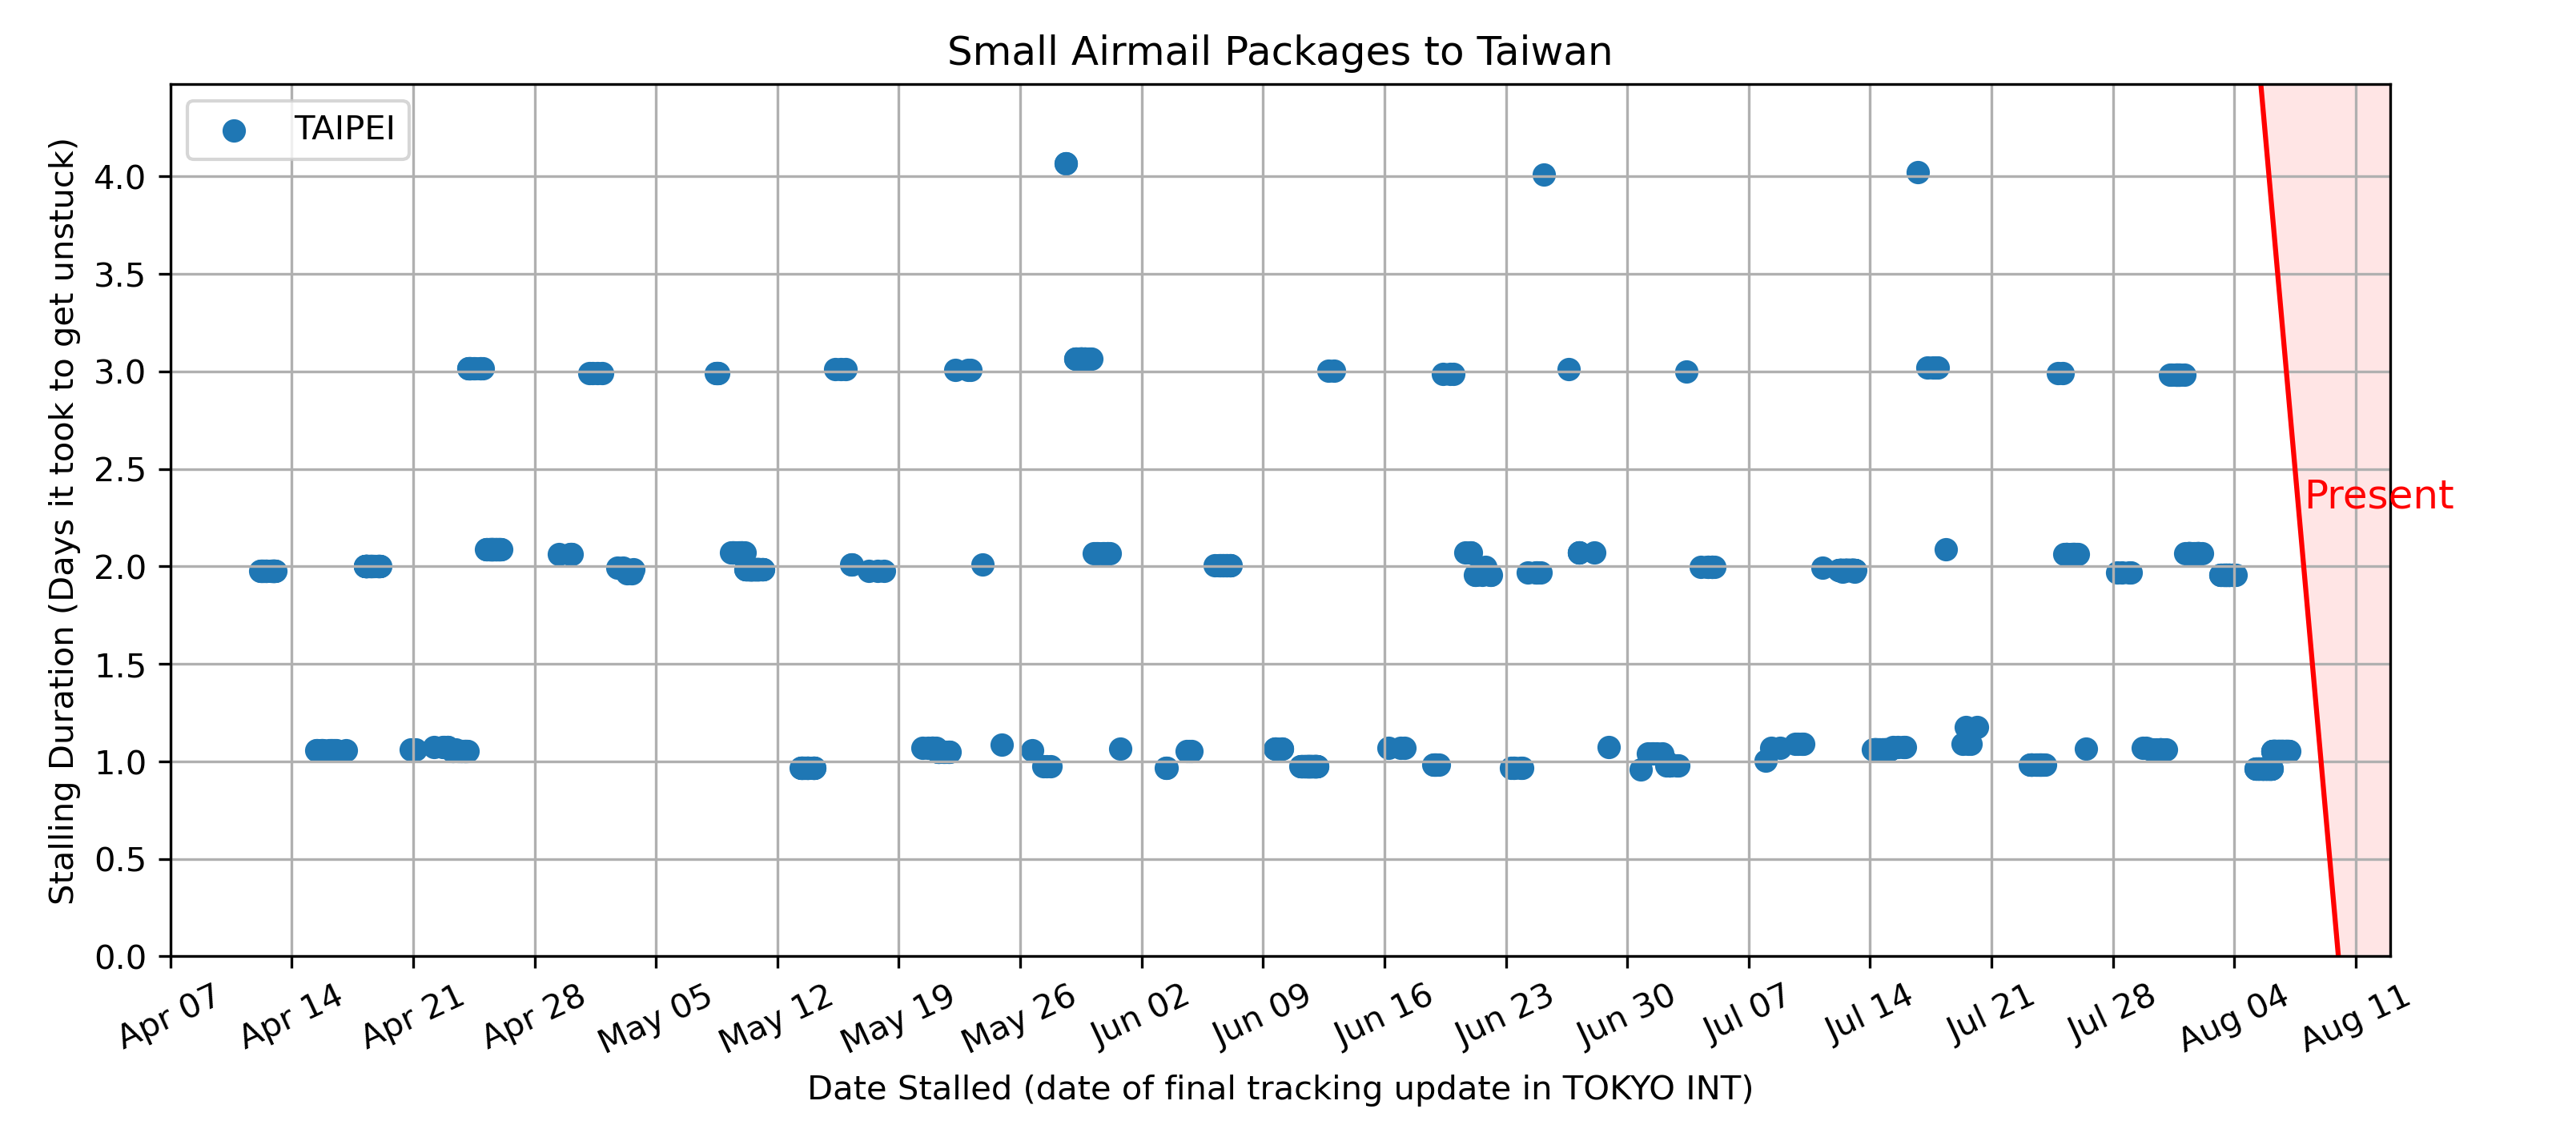 Small Airmail Packages to Taiwan
TAIPEI
Stalling Duration (Days it took to get unstuck)
4.0
3.5
3.0
2.5
2.0
1.5
1.0
0.5
0.0
Present
Apr 07
Apr 14
Apr 21
Apr 28
May 05
May 12
May 19
May 26
Jun 02
Jun 09
Jun 16
Jun 23
Jun 30
Jul 07
Jul 14
Jul 21
Jul 28
Aug 04
Aug 11
Date Stalled (date of final tracking update in TOKYO INT)